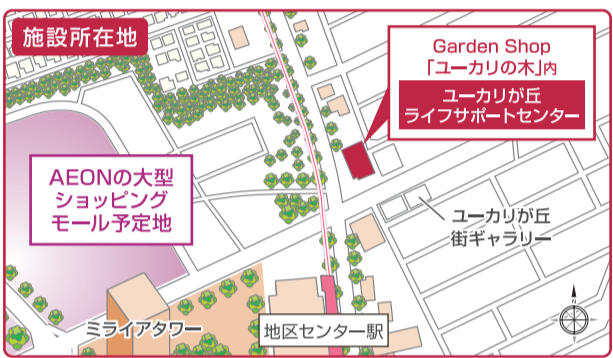 施設所在地
Garden Shop
「ユーカリの木」内
ユーカリが丘
ライフサポートセンター
AEONの大型
ショッピング
モール予定地
ユーカリが丘
街ギャラリー
ミライアタワー
地区センター駅
N